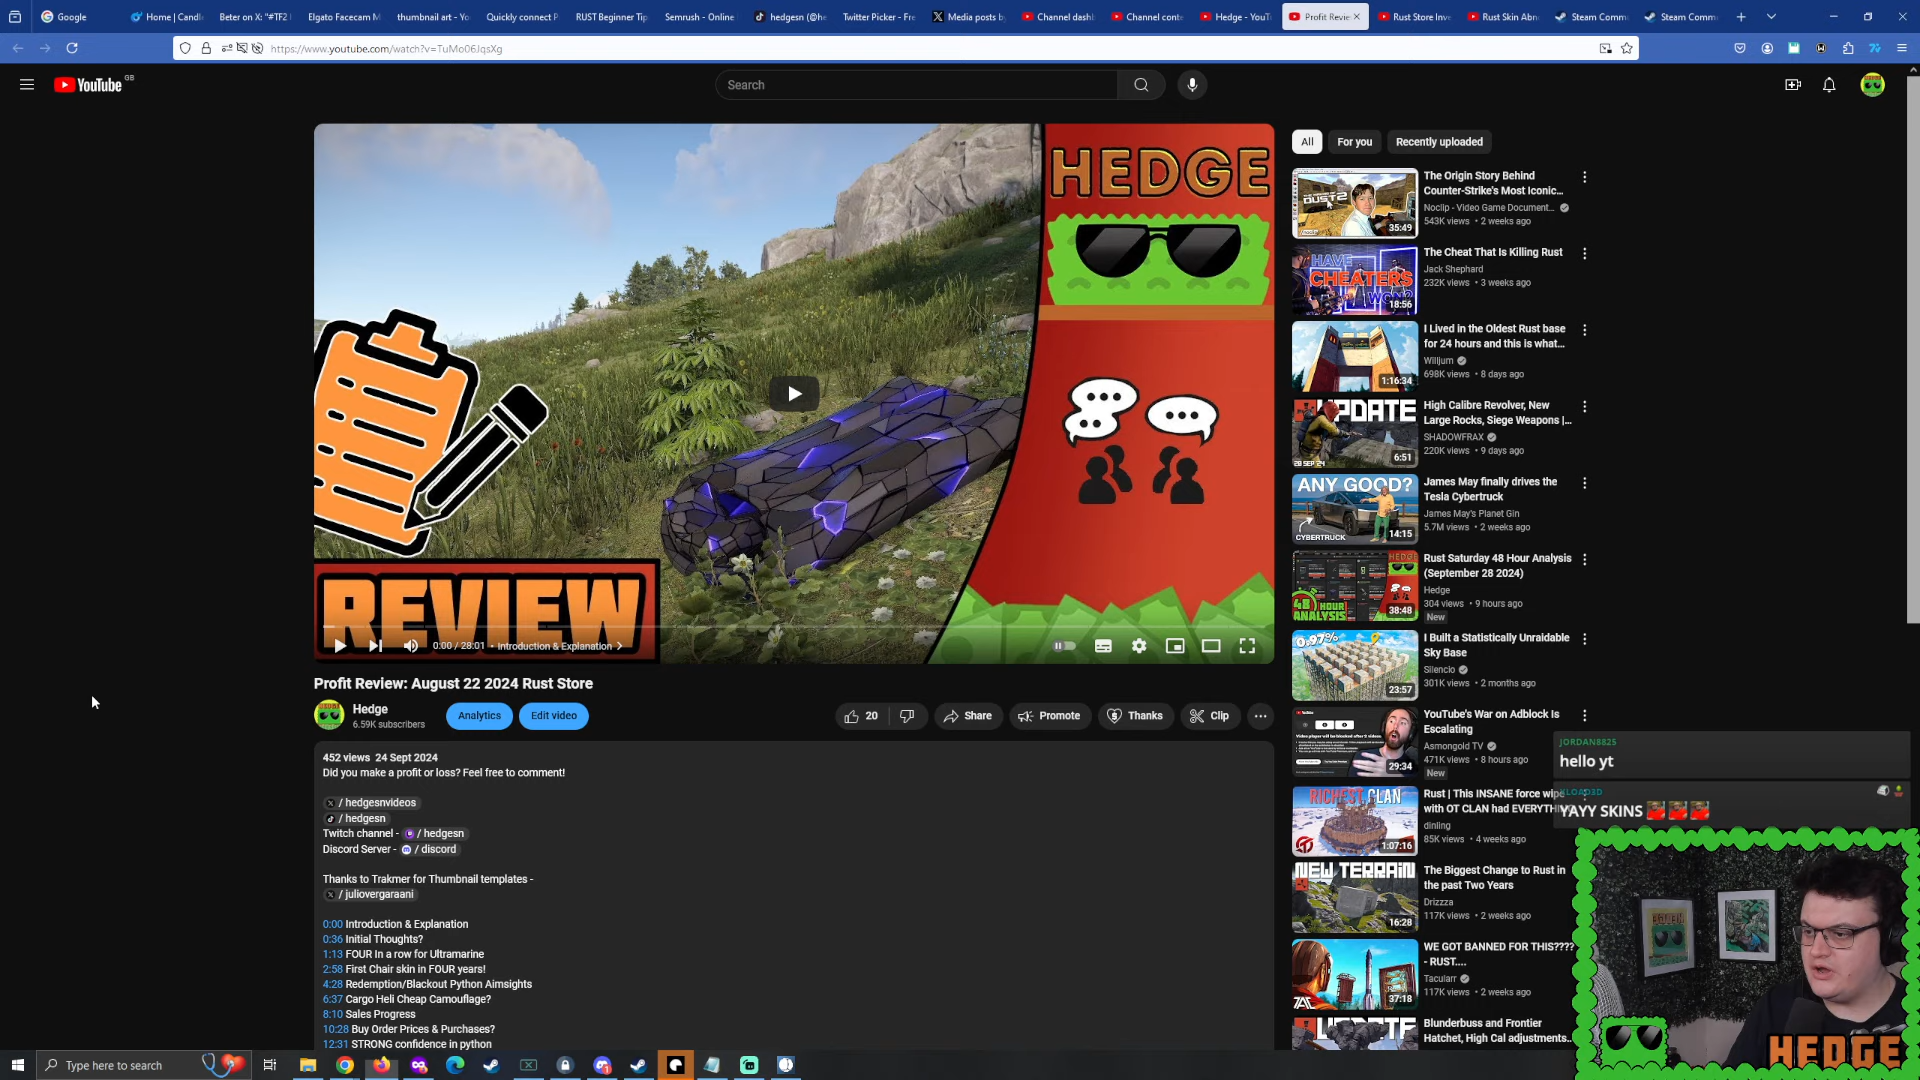 Google
Home | Candl
Beter on X: "#TF2
Elgato Facecam M
thumbnail art - Yo
Quickly connect P
RUST Beginner Tip
Semrush - Online
hedgesn (@he
Twitter Picker - Fre
Media posts b
Channel dash
Channel conte
Hedge - YouT
Profit Revie
Rust Store Inv
Rust Skin Abn
Steam Comm
Steam Comm
https://www.youtube.com/watch?v=TuMo06JqsXg
YouTube GB
Search
HEDGE
REVIEW
0:00 / 28:01 • Introduction & Explanation
Profit Review: August 22 2024 Rust Store
Hedge
6.59K subscribers
Analytics
Edit video
20
Share
Promote
Thanks
Clip
452 views 24 Sept 2024
Did you make a profit or loss? Feel free to comment!
/ hedgesnvideos
/ hedgesn
Twitch channel - / hedgesn
Discord Server - / discord
Thanks to Trakmer for Thumbnail templates -
/ juliovergaraani
0:00 Introduction & Explanation
0:36 Initial Thoughts?
1:13 FOUR In a row for Ultramarine
2:58 First Chair skin in FOUR years!
4:28 Redemption/Blackout Python Aimsights
6:37 Cargo Heli Cheap Camouflage?
8:10 Sales Progress
10:28 Buy Order Prices & Purchases?
12:31 STRONG confidence in python
All
For you
Recently uploaded
DUST2
35:49
The Origin Story Behind
Counter-Strike's Most Iconic...
Noclip - Video Game Document...
543K views • 2 weeks ago
HAVE
CHEATERS
WON?
18:56
The Cheat That Is Killing Rust
Jack Shephard
232K views • 3 weeks ago
1:16:34
I Lived in the Oldest Rust base
for 24 hours and this is what...
Willjum
698K views • 8 days ago
UPDATE
6:51
High Calibre Revolver, New
Large Rocks, Siege Weapons |...
SHADOWFRAX
220K views • 9 days ago
ANY GOOD?
CYBERTRUCK
14:15
James May finally drives the
Tesla Cybertruck
James May's Planet Gin
5.7M views • 2 weeks ago
HEDGE
48 HOUR
ANALYSIS
38:48
Rust Saturday 48 Hour Analysis
(September 28 2024)
Hedge
304 views • 9 hours ago
New
0.97%
23:57
I Built a Statistically Unraidable
Sky Base
Silencio
301K views • 2 months ago
29:34
YouTube's War on Adblock Is
Escalating
Asmongold TV
471K views • 8 hours ago
New
RICHEST CLAN
1:07:16
Rust | This INSANE force wipe
with OT CLAN had EVERYTHI
dinling
85K views • 4 weeks ago
NEW TERRAIN
16:28
The Biggest Change to Rust in
the past Two Years
Drizzza
117K views • 2 weeks ago
37:18
WE GOT BANNED FOR THIS????
- RUST....
Tacularr
117K views • 2 weeks ago
UPDATE
Blunderbuss and Frontier
Hatchet, High Cal adjustments...
JORDAN8825
hello yt
YAYY SKINS
HEDGE
Type here to search